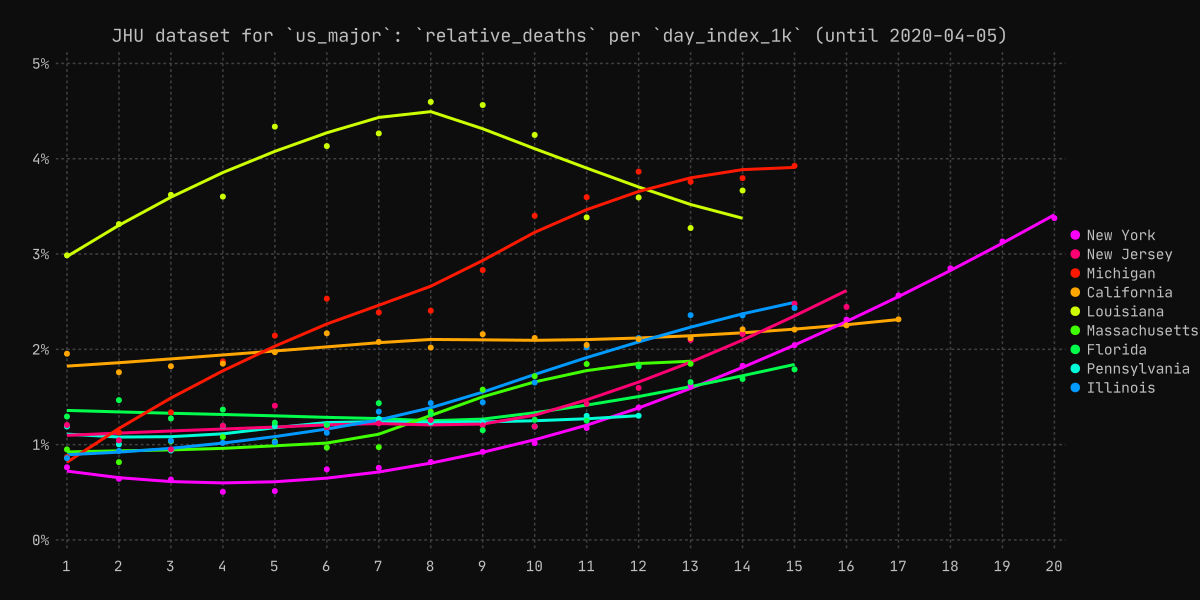 JHU dataset for `us_major`: `relative_deaths` per `day_index_1k` (until 2020-04-05)
5%
4%
3%
2%
1%
0%
1 2 3 4 5 6 7 8 9 10 11 12 13 14 15 16 17 18 19 20
New York
New Jersey
Michigan
California
Louisiana
Massachusetts
Florida
Pennsylvania
Illinois